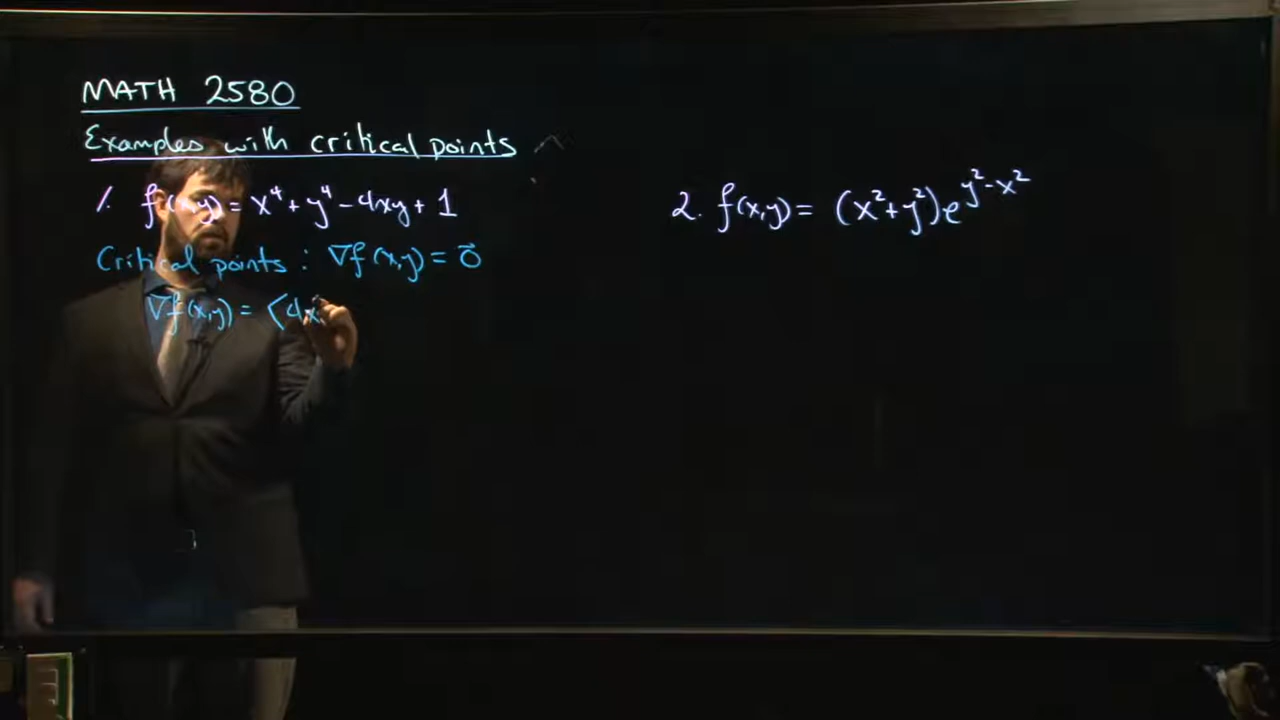 MATH 2580
Examples with critical points
1. f(x,y) = x⁴ + y⁴ - 4xy + 1
Critical points : ∇f(x,y) = 0⃗
∇f(x,y) = ⟨4x
2. f(x,y) = (x²+y²)e^{y²-x²}